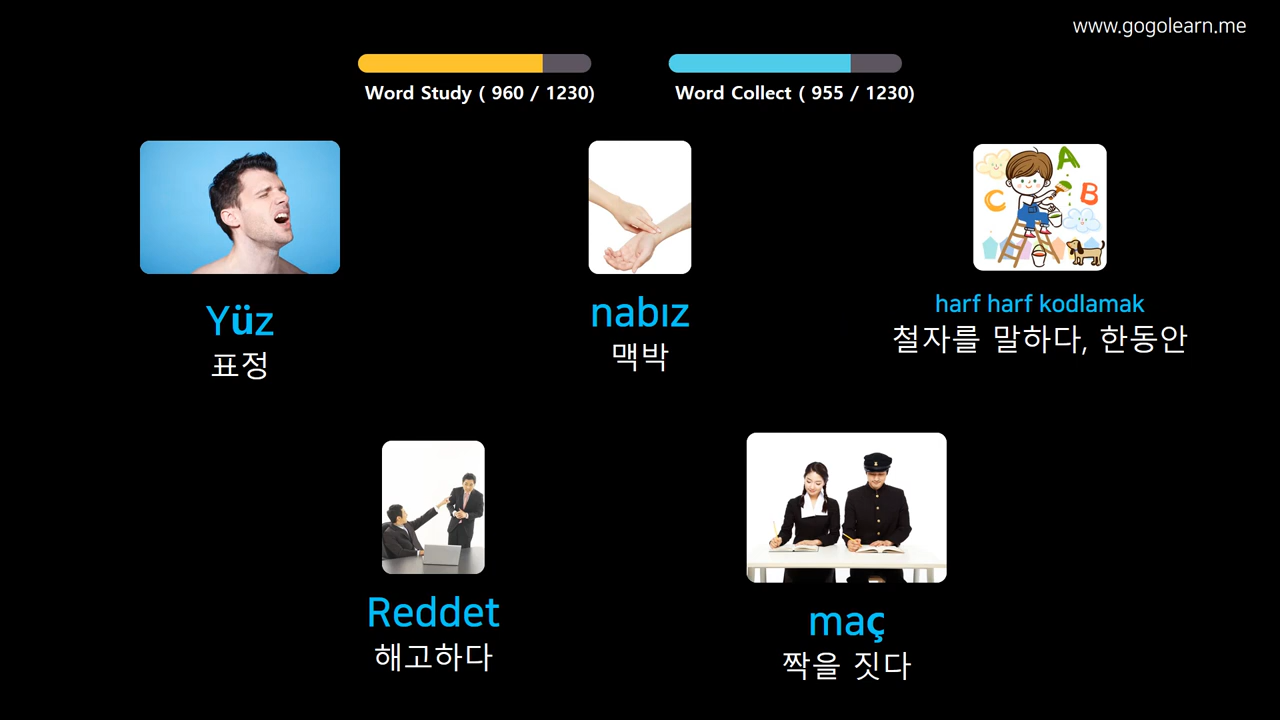 www.gogolearn.me
Word Study ( 960 / 1230)
Word Collect ( 955 / 1230)
Yüz
표정
nabız
맥박
A
B
C
harf harf kodlamak
철자를 말하다, 한동안
Reddet
해고하다
maç
짝을 짓다